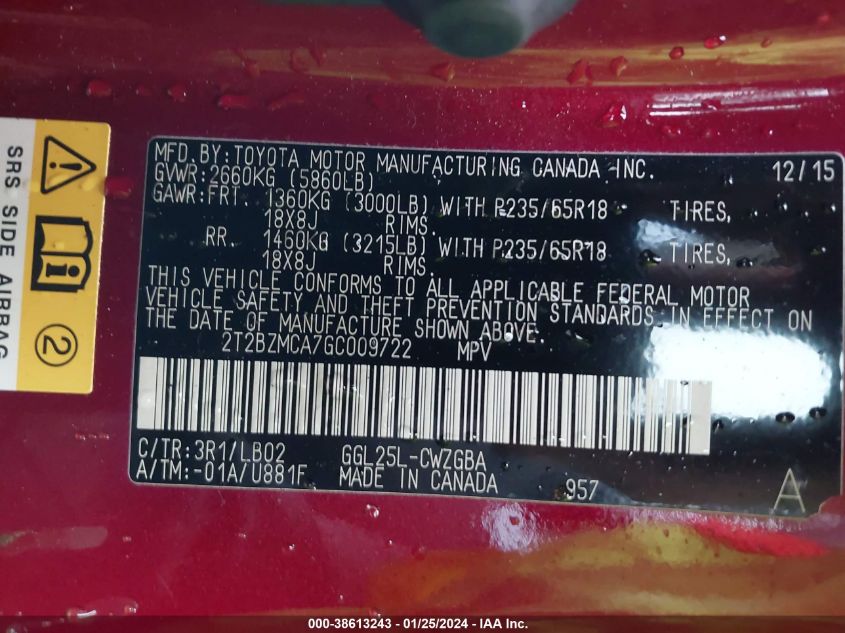 MFD.BY:TOYOTA MOTOR MANUFACTURING CANADA INC. 12/15
GVWR:2660KG (5860LB)
GAWR:FRT. 1360KG (3000LB) WITH P235/65R18 TIRES,
18X8J RIMS.
RR. 1460KG (3215LB) WITH P235/65R18 TIRES,
18X8J RIMS.
THIS VEHICLE CONFORMS TO ALL APPLICABLE FEDERAL MOTOR
VEHICLE SAFETY AND THEFT PREVENTION STANDARDS IN EFFECT ON
THE DATE OF MANUFACTURE SHOWN ABOVE.
2T2BZMCA7GC009722 MPV
C/TR:3R1/LB02 GGL25L-CWZGBA
A/TM:-01A/U881F MADE IN CANADA 957 A
SRS SIDE AIRBAG
2
000-38613243 - 01/25/2024 - IAA Inc.